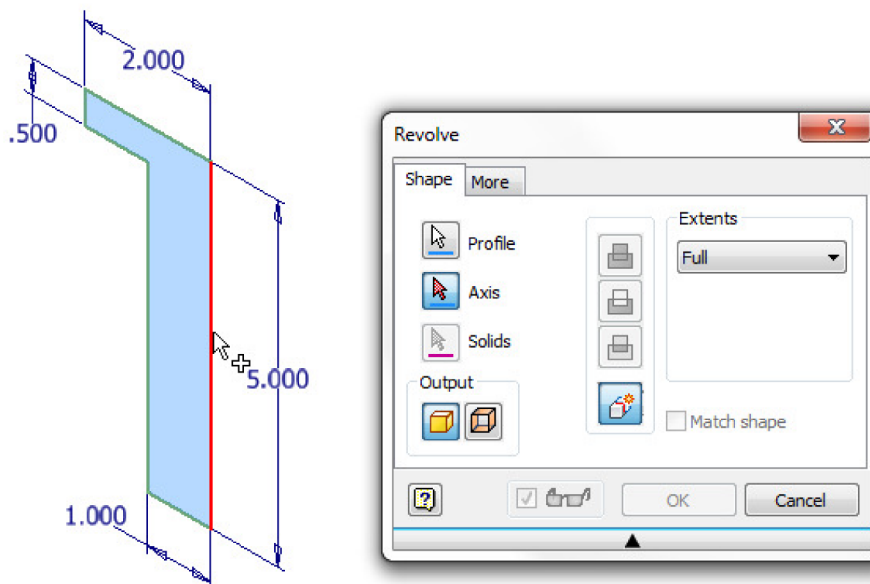 2.000
.500
5.000
1.000
Revolve
Shape More
Profile
Axis
Solids
Output
Extents
Full
Match shape
?
OK Cancel